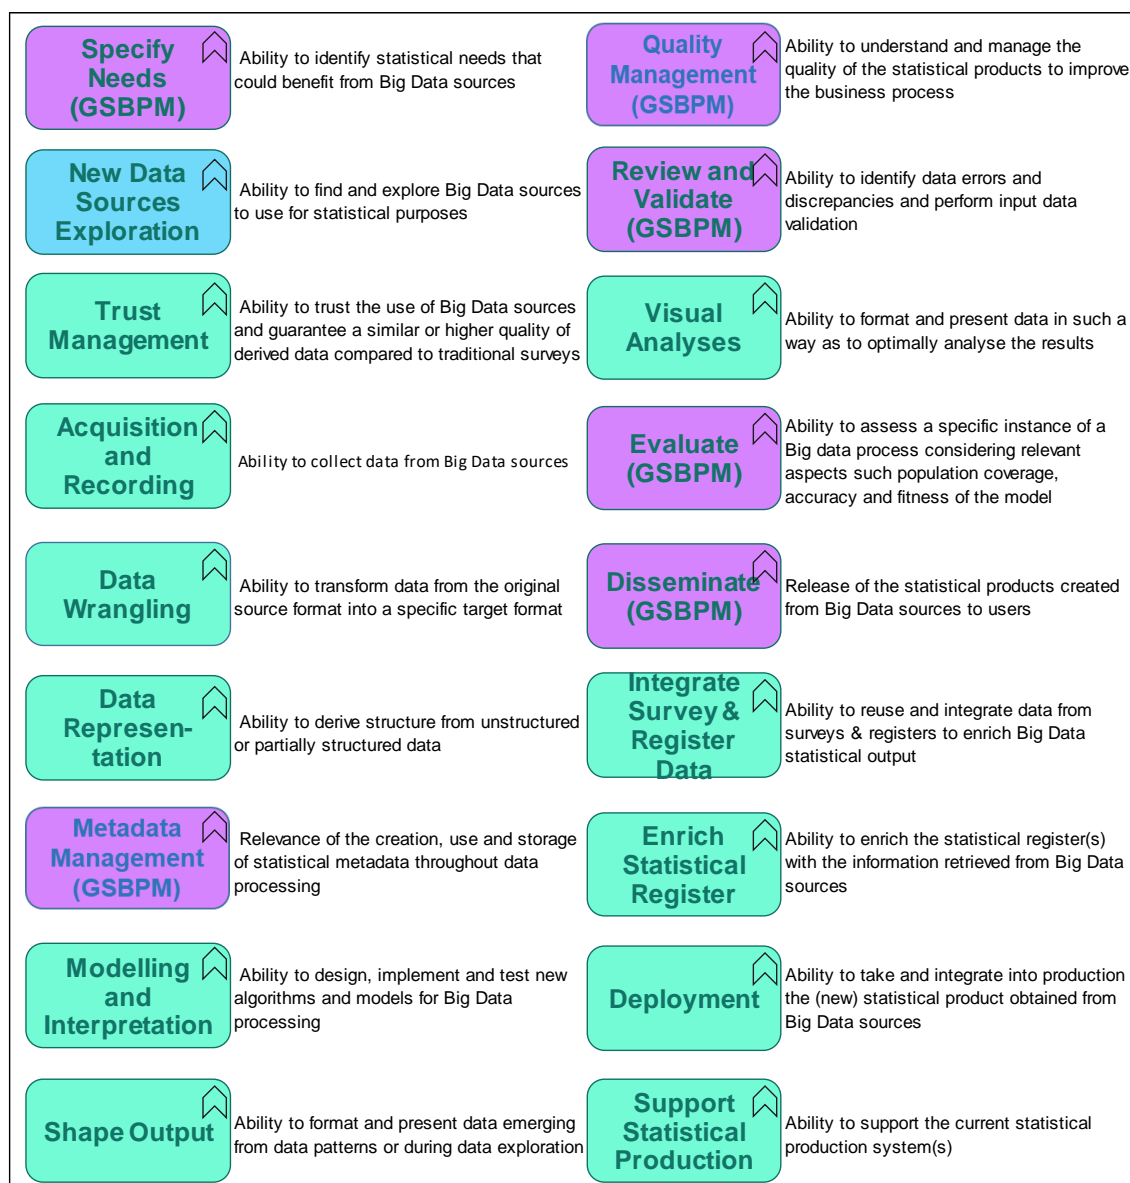 Specify
Needs
(GSBPM)
Ability to identify statistical needs that
could benefit from Big Data sources
New Data
Sources
Exploration
Ability to find and explore Big Data sources
to use for statistical purposes
Trust
Management
Ability to trust the use of Big Data sources
and guarantee a similar or higher quality of
derived data compared to traditional surveys
Acquisition
and
Recording
Ability to collect data from Big Data sources
Data
Wrangling
Ability to transform data from the original
source format into a specific target format
Data
Represen-
tation
Ability to derive structure from unstructured
or partially structured data
Metadata
Management
(GSBPM)
Relevance of the creation, use and storage
of statistical metadata throughout data
processing
Modelling
and
Interpretation
Ability to design, implement and test new
algorithms and models for Big Data
processing
Shape Output
Ability to format and present data emerging
from data patterns or during data exploration
Quality
Management
(GSBPM)
Ability to understand and manage the
quality of the statistical products to improve
the business process
Review and
Validate
(GSBPM)
Ability to identify data errors and
discrepancies and perform input data
validation
Visual
Analyses
Ability to format and present data in such a
way as to optimally analyse the results
Evaluate
(GSBPM)
Ability to assess a specific instance of a
Big data process considering relevant
aspects such population coverage,
accuracy and fitness of the model
Disseminate
(GSBPM)
Release of the statistical products created
from Big Data sources to users
Integrate
Survey &
Register
Data
Ability to reuse and integrate data from
surveys & registers to enrich Big Data
statistical output
Enrich
Statistical
Register
Ability to enrich the statistical register(s)
with the information retrieved from Big Data
sources
Deployment
Ability to take and integrate into production
the (new) statistical product obtained from
Big Data sources
Support
Statistical
Production
Ability to support the current statistical
production system(s)